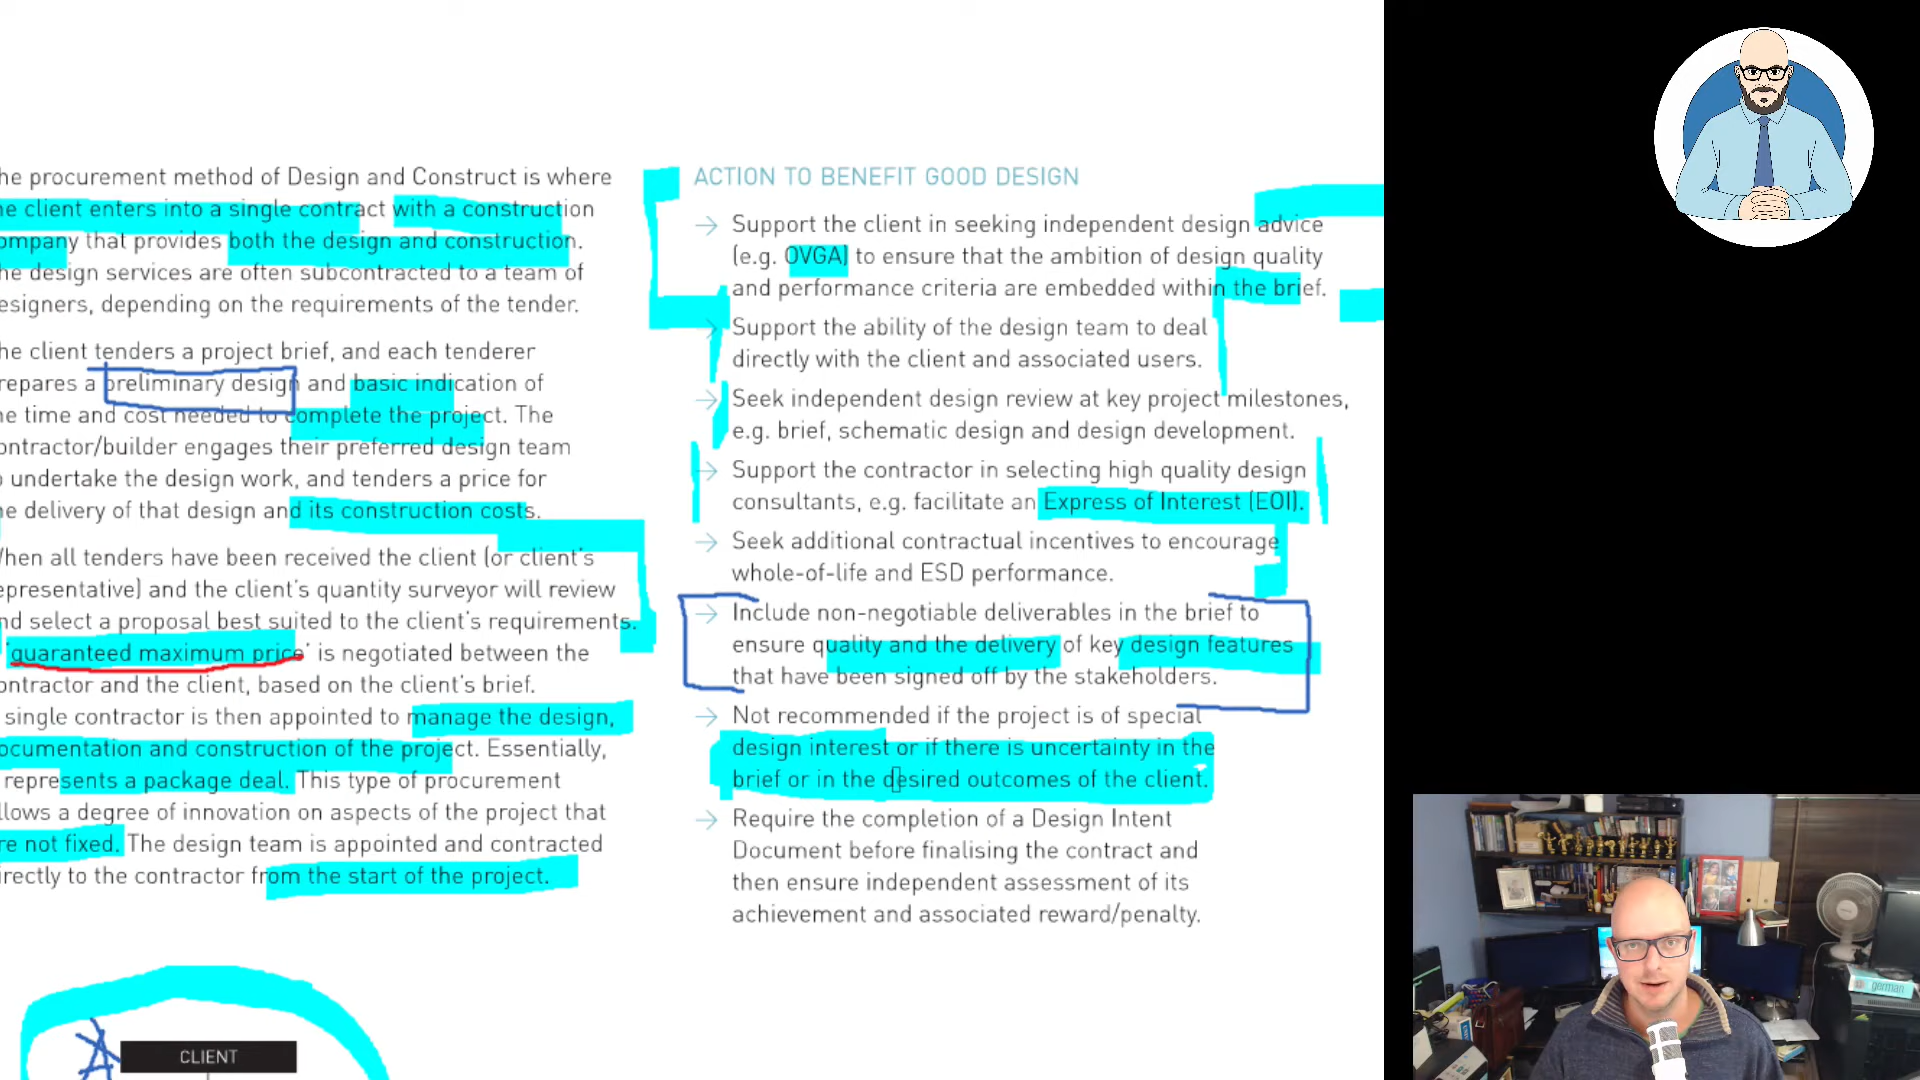 he procurement method of Design and Construct is where
he client enters into a single contract with a construction
ompany that provides both the design and construction.
he design services are often subcontracted to a team of
esigners, depending on the requirements of the tender.
he client tenders a project brief, and each tenderer
repares a preliminary design and basic indication of
he time and cost needed to complete the project. The
ontractor/builder engages their preferred design team
o undertake the design work, and tenders a price for
he delivery of that design and its construction costs.
When all tenders have been received the client (or client's
epresentative) and the client's quantity surveyor will review
nd select a proposal best suited to the client's requirements.
'guaranteed maximum price' is negotiated between the
ontractor and the client, based on the client's brief.
single contractor is then appointed to manage the design,
ocumentation and construction of the project. Essentially,
represents a package deal. This type of procurement
llows a degree of innovation on aspects of the project that
re not fixed. The design team is appointed and contracted
irectly to the contractor from the start of the project.
CLIENT
ACTION TO BENEFIT GOOD DESIGN
→ Support the client in seeking independent design advice
(e.g. OVGA) to ensure that the ambition of design quality
and performance criteria are embedded within the brief.
→ Support the ability of the design team to deal
directly with the client and associated users.
→ Seek independent design review at key project milestones,
e.g. brief, schematic design and design development.
→ Support the contractor in selecting high quality design
consultants, e.g. facilitate an Express of Interest (EOI).
→ Seek additional contractual incentives to encourage
whole-of-life and ESD performance.
→ Include non-negotiable deliverables in the brief to
ensure quality and the delivery of key design features
that have been signed off by the stakeholders.
→ Not recommended if the project is of special
design interest or if there is uncertainty in the
brief or in the desired outcomes of the client.
→ Require the completion of a Design Intent
Document before finalising the contract and
then ensure independent assessment of its
achievement and associated reward/penalty.
german